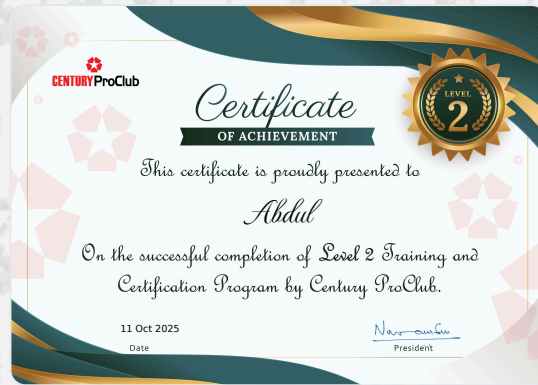 CENTURY ProClub
Certificate
OF ACHIEVEMENT
LEVEL
2
This certificate is proudly presented to
Abdul
On the successful completion of Level 2 Training and
Certification Program by Century ProClub.
11 Oct 2025
Date
President